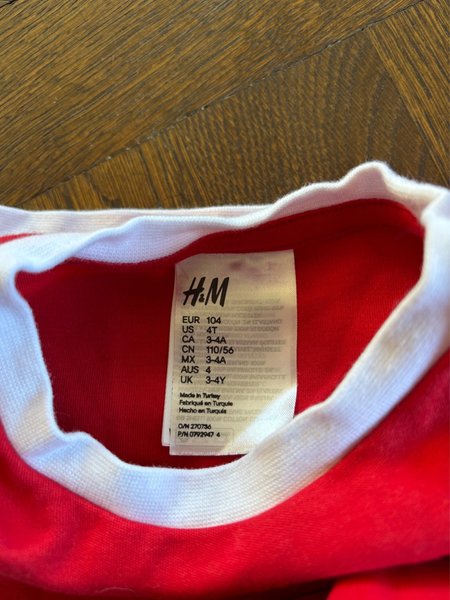 H&M
EUR 104
US 4T
CA 3-4A
CN 110/56
MX 3-4A
AUS 4
UK 3-4Y
Made in Turkey
Fabriqué en Turquie
Hecho en Turquía
O/N 270736
P/N 0792947 4